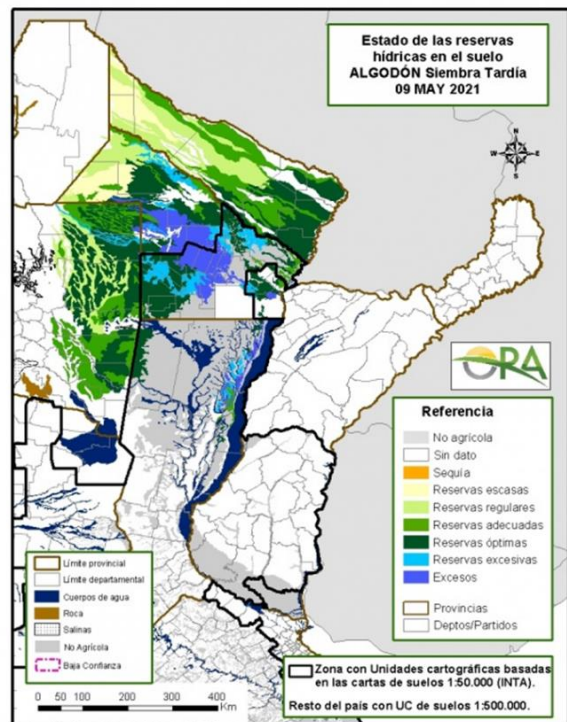 Estado de las reservas
hídricas en el suelo
ALGODÓN Siembra Tardía
09 MAY 2021
N
W
E
S
ORA
Referencia
No agrícola
Sin dato
Sequía
Reservas escasas
Reservas regulares
Reservas adecuadas
Reservas óptimas
Reservas excesivas
Excesos
Provincias
Deptos/Partidos
Límite provincial
Límite departamental
Cuerpos de agua
Roca
Salinas
No Agrícola
Baja Confianza
0 50 100 200 300 400
Km
Zona con Unidades cartográficas basadas
en las cartas de suelos 1:50.000 (INTA).
Resto del país con UC de suelos 1:500.000.